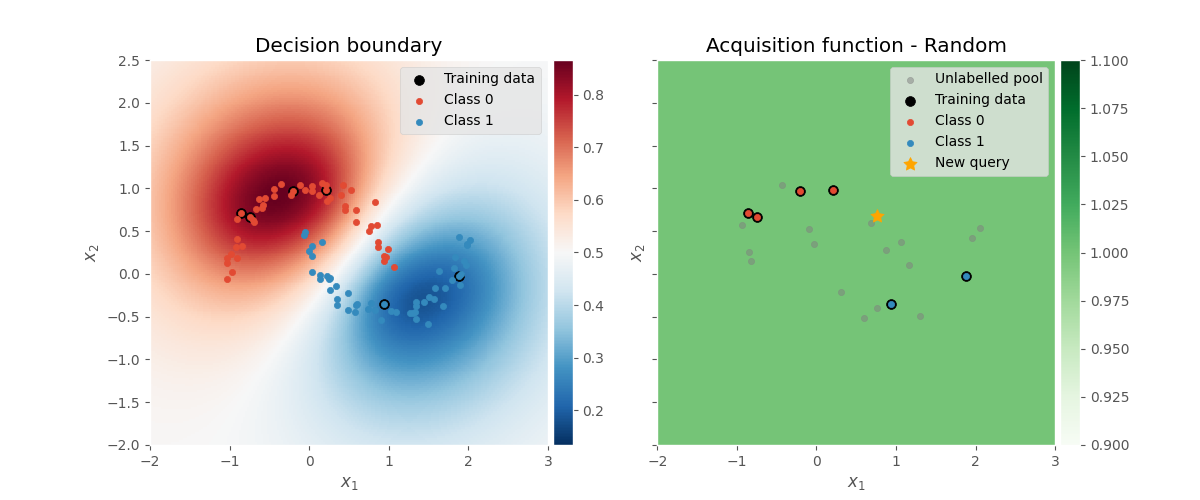 Decision boundary
Training data
Class 0
Class 1
2.5
2.0
1.5
1.0
0.5
0.0
−0.5
−1.0
−1.5
−2.0
x2
−2
−1
0
1
2
3
x1
0.8
0.7
0.6
0.5
0.4
0.3
0.2
Acquisition function - Random
Unlabelled pool
Training data
Class 0
Class 1
New query
x2
−2
−1
0
1
2
3
x1
1.100
1.075
1.050
1.025
1.000
0.975
0.950
0.925
0.900